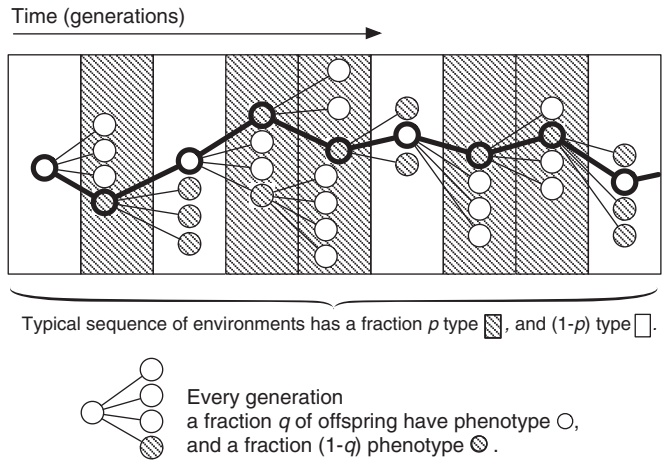 Time (generations)
Typical sequence of environments has a fraction p type , and (1-p) type .
Every generation
a fraction q of offspring have phenotype ,
and a fraction (1-q) phenotype .